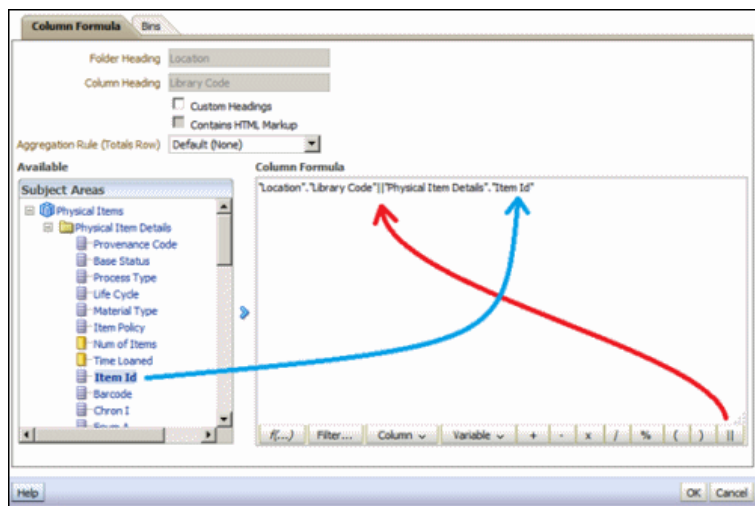 Column Formula Bins
Folder Heading Location
Column Heading Library Code
Custom Headings
Contains HTML Markup
Aggregation Rule (Totals Row) Default (None)
Available Column Formula
Subject Areas
"Location"."Library Code"||"Physical Item Details"."Item Id"
Physical Items
Physical Item Details
Provenance Code
Base Status
Process Type
Life Cycle
Material Type
Item Policy
Num of Items
Time Loaned
Item Id
Barcode
Chron I
Enum A
f(...) Filter... Column Variable + - x / % ( ) ||
Help OK Cancel